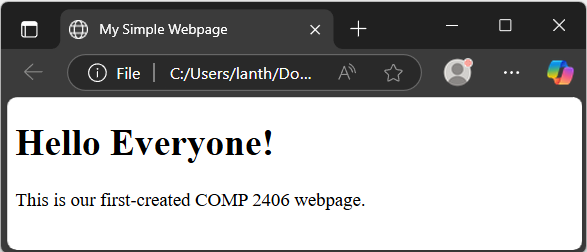 My Simple Webpage
File
C:/Users/lanth/Do...
Hello Everyone!
This is our first-created COMP 2406 webpage.